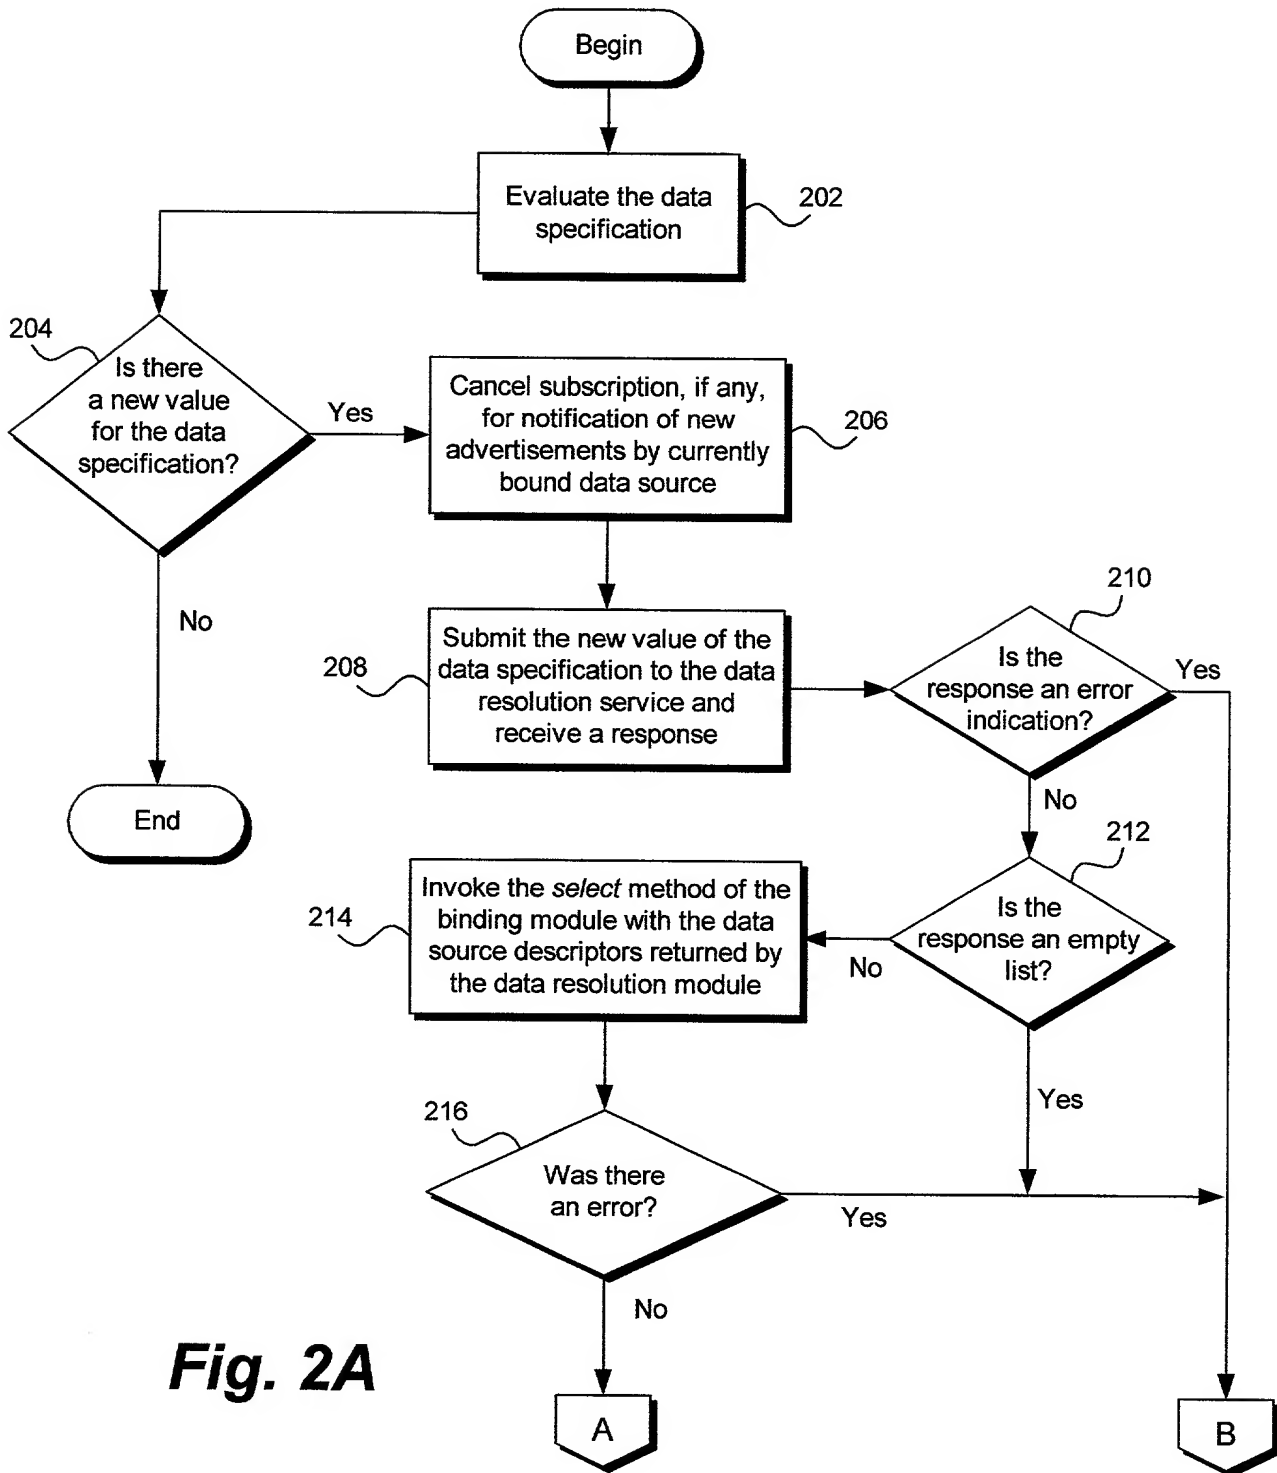 Begin
Evaluate the data
specification
202
204
Is there
a new value
for the data
specification?
Yes
Cancel subscription, if any,
for notification of new
advertisements by currently
bound data source
206
No
End
208
Submit the new value of the
data specification to the data
resolution service and
receive a response
210
Is the
response an error
indication?
Yes
No
212
Is the
response an empty
list?
No
Yes
214
Invoke the select method of the
binding module with the data
source descriptors returned by
the data resolution module
216
Was there
an error?
Yes
No
A
B
Fig. 2A